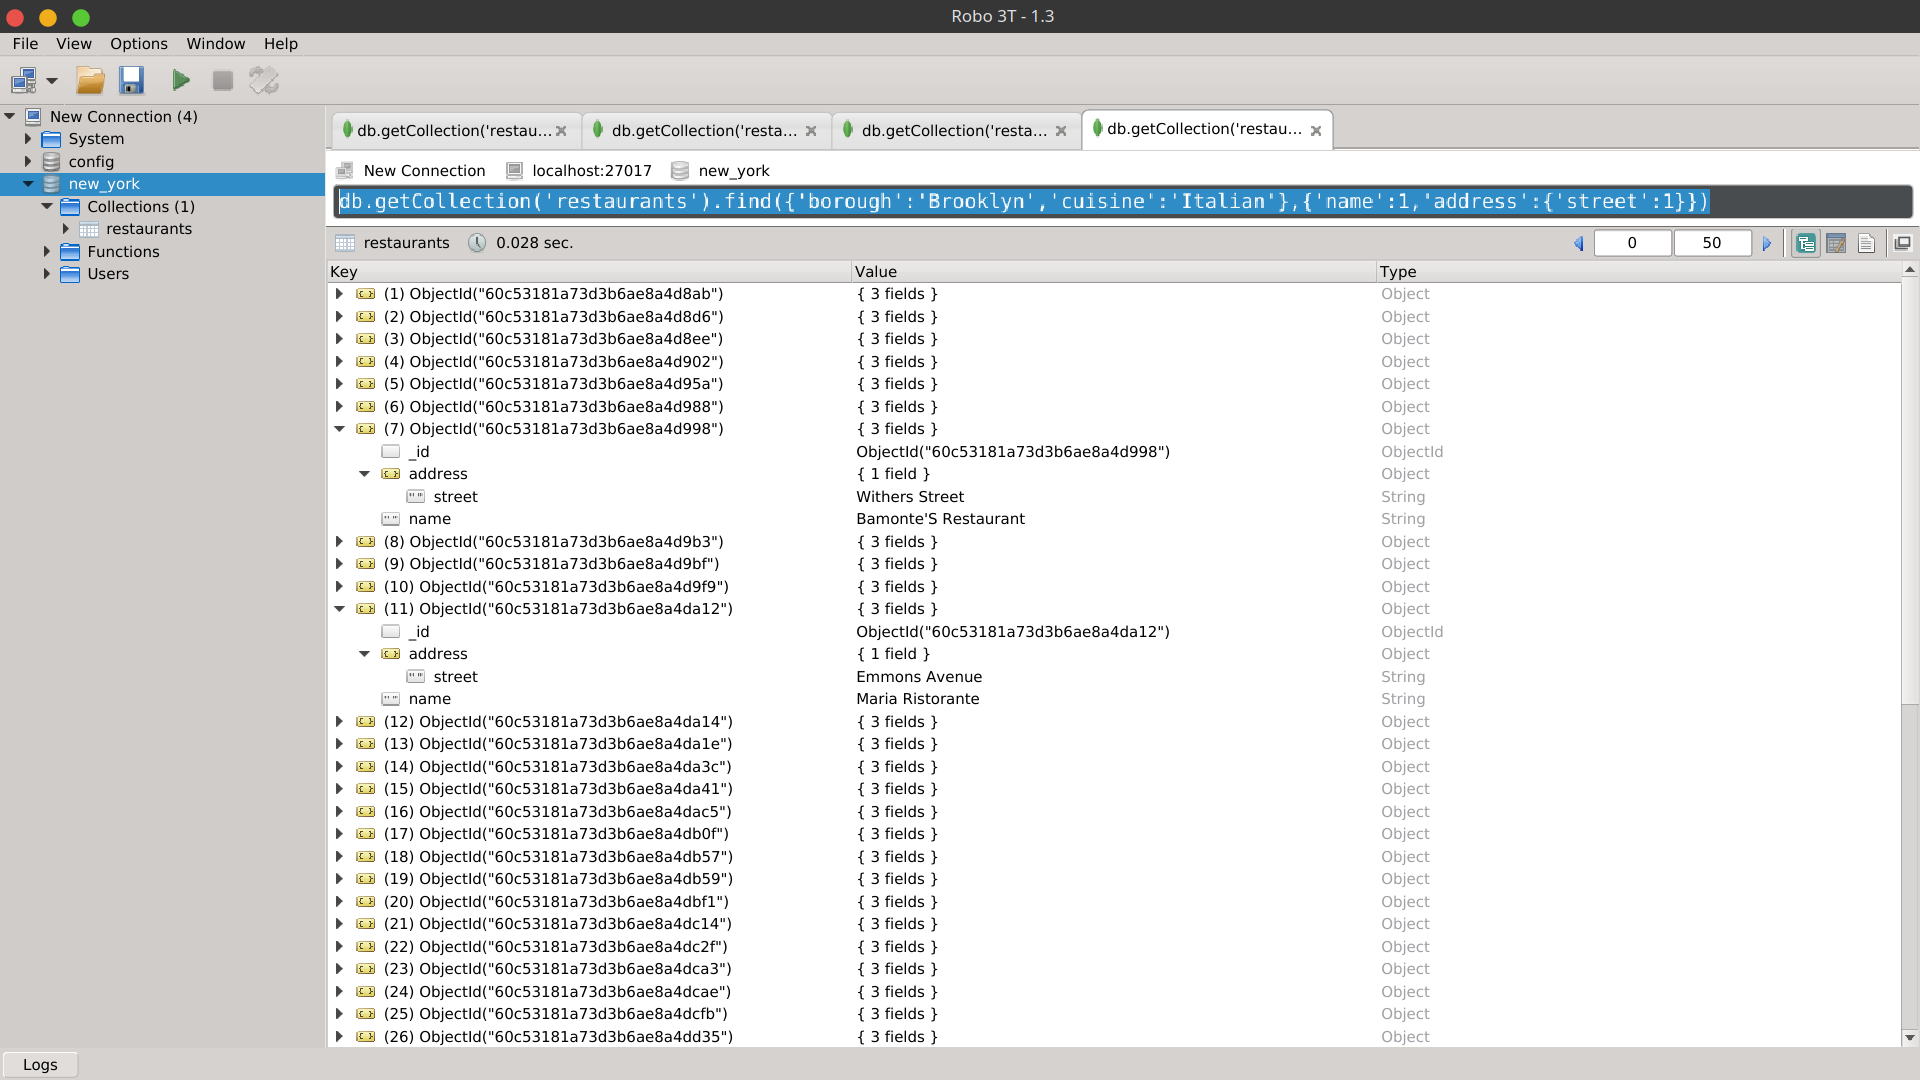 Robo 3T - 1.3
File View Options Window Help
New Connection (4)
System
config
new_york
Collections (1)
restaurants
Functions
Users
db.getCollection('restau... db.getCollection('resta... db.getCollection('resta... db.getCollection('restau...
New Connection localhost:27017 new_york
db.getCollection('restaurants').find({'borough':'Brooklyn','cuisine':'Italian'},{'name':1,'address':{'street':1}})
restaurants 0.028 sec. 0 50
Key Value Type
(1) ObjectId("60c53181a73d3b6ae8a4d8ab") { 3 fields } Object
(2) ObjectId("60c53181a73d3b6ae8a4d8d6") { 3 fields } Object
(3) ObjectId("60c53181a73d3b6ae8a4d8ee") { 3 fields } Object
(4) ObjectId("60c53181a73d3b6ae8a4d902") { 3 fields } Object
(5) ObjectId("60c53181a73d3b6ae8a4d95a") { 3 fields } Object
(6) ObjectId("60c53181a73d3b6ae8a4d988") { 3 fields } Object
(7) ObjectId("60c53181a73d3b6ae8a4d998") { 3 fields } Object
_id ObjectId("60c53181a73d3b6ae8a4d998") ObjectId
address { 1 field } Object
street Withers Street String
name Bamonte'S Restaurant String
(8) ObjectId("60c53181a73d3b6ae8a4d9b3") { 3 fields } Object
(9) ObjectId("60c53181a73d3b6ae8a4d9bf") { 3 fields } Object
(10) ObjectId("60c53181a73d3b6ae8a4d9f9") { 3 fields } Object
(11) ObjectId("60c53181a73d3b6ae8a4da12") { 3 fields } Object
_id ObjectId("60c53181a73d3b6ae8a4da12") ObjectId
address { 1 field } Object
street Emmons Avenue String
name Maria Ristorante String
(12) ObjectId("60c53181a73d3b6ae8a4da14") { 3 fields } Object
(13) ObjectId("60c53181a73d3b6ae8a4da1e") { 3 fields } Object
(14) ObjectId("60c53181a73d3b6ae8a4da3c") { 3 fields } Object
(15) ObjectId("60c53181a73d3b6ae8a4da41") { 3 fields } Object
(16) ObjectId("60c53181a73d3b6ae8a4dac5") { 3 fields } Object
(17) ObjectId("60c53181a73d3b6ae8a4db0f") { 3 fields } Object
(18) ObjectId("60c53181a73d3b6ae8a4db57") { 3 fields } Object
(19) ObjectId("60c53181a73d3b6ae8a4db59") { 3 fields } Object
(20) ObjectId("60c53181a73d3b6ae8a4dbf1") { 3 fields } Object
(21) ObjectId("60c53181a73d3b6ae8a4dc14") { 3 fields } Object
(22) ObjectId("60c53181a73d3b6ae8a4dc2f") { 3 fields } Object
(23) ObjectId("60c53181a73d3b6ae8a4dca3") { 3 fields } Object
(24) ObjectId("60c53181a73d3b6ae8a4dcae") { 3 fields } Object
(25) ObjectId("60c53181a73d3b6ae8a4dcfb") { 3 fields } Object
(26) ObjectId("60c53181a73d3b6ae8a4dd35") { 3 fields } Object
Logs